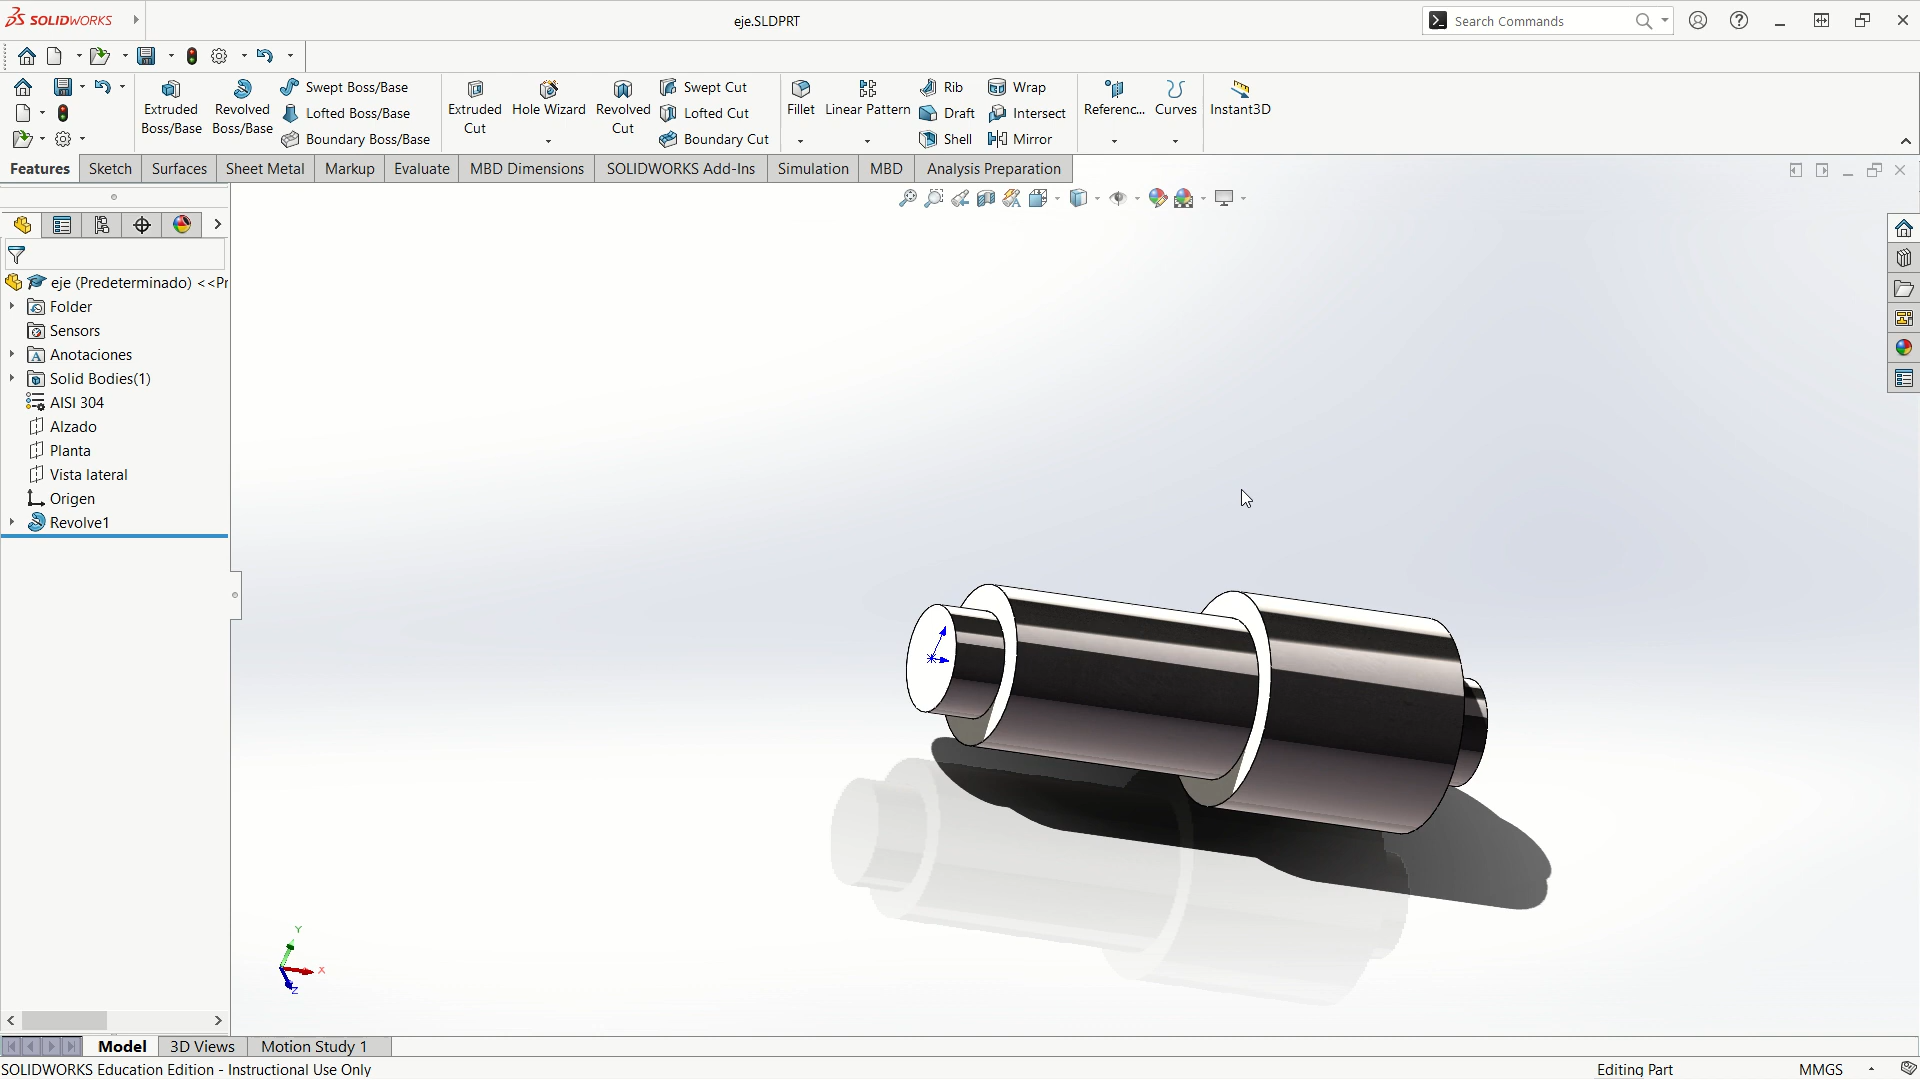 SOLIDWORKS
eje.SLDPRT
Search Commands
Extruded Boss/Base
Revolved Boss/Base
Swept Boss/Base
Lofted Boss/Base
Boundary Boss/Base
Extruded Cut
Hole Wizard
Revolved Cut
Swept Cut
Lofted Cut
Boundary Cut
Fillet
Linear Pattern
Rib
Draft
Shell
Wrap
Intersect
Mirror
Referenc...
Curves
Instant3D
Features
Sketch
Surfaces
Sheet Metal
Markup
Evaluate
MBD Dimensions
SOLIDWORKS Add-Ins
Simulation
MBD
Analysis Preparation
eje (Predeterminado) <<Pr
Folder
Sensors
Anotaciones
Solid Bodies(1)
AISI 304
Alzado
Planta
Vista lateral
Origen
Revolve1
Y
X
Z
Model
3D Views
Motion Study 1
SOLIDWORKS Education Edition - Instructional Use Only
Editing Part
MMGS